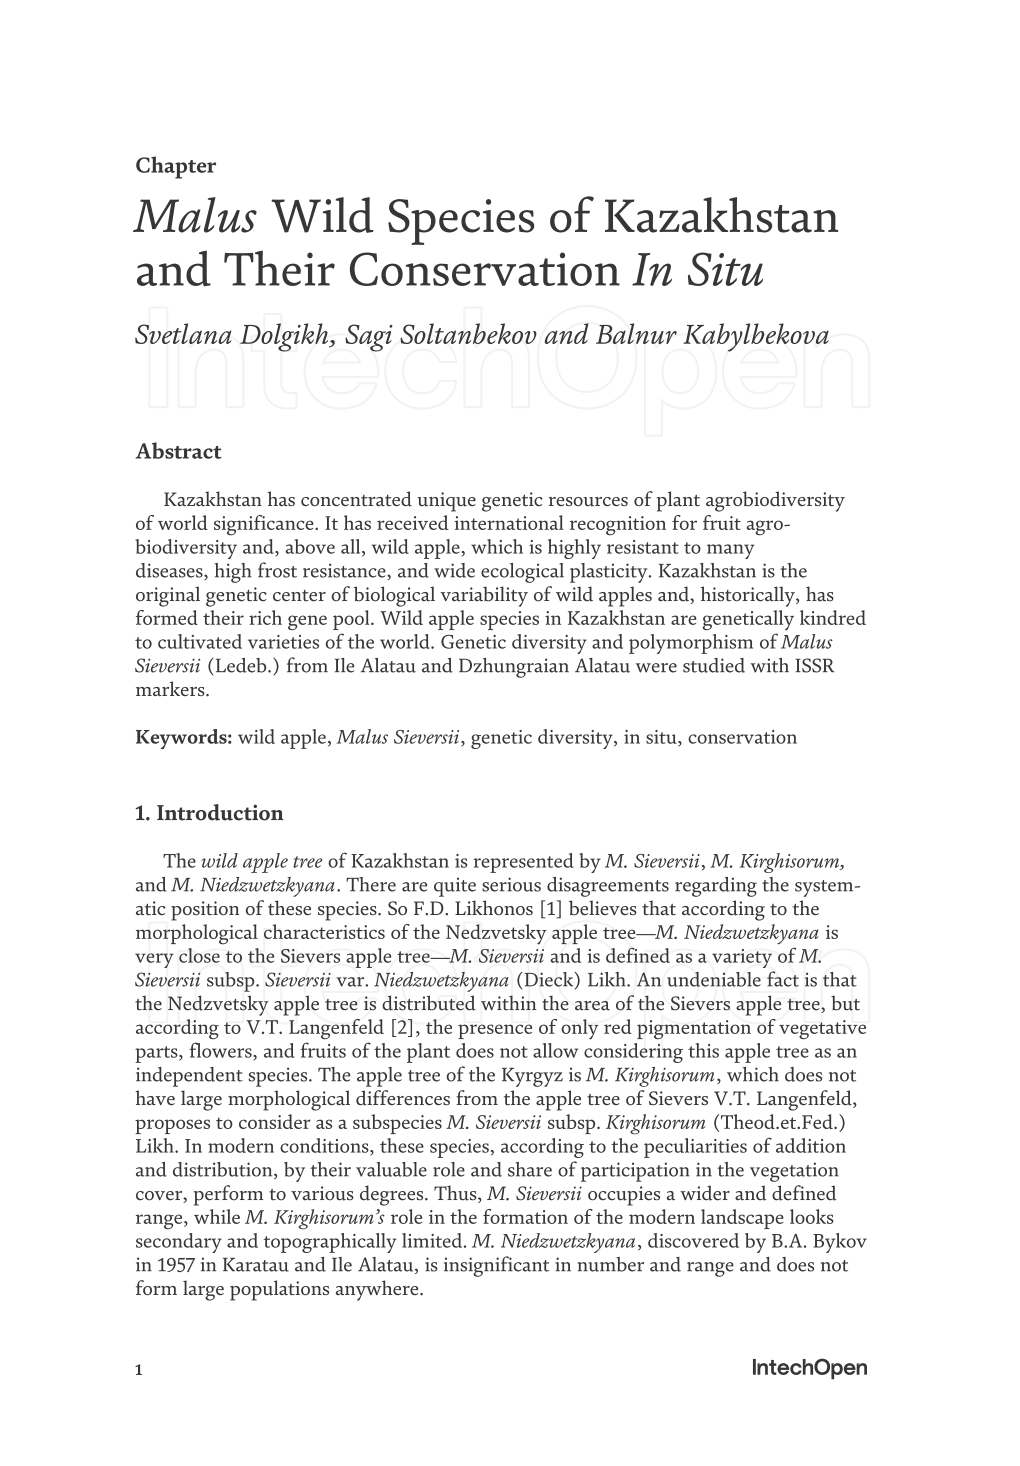 Chapter
Malus Wild Species of Kazakhstan
and Their Conservation In Situ
Svetlana Dolgikh, Sagi Soltanbekov and Balnur Kabylbekova
IntechOpen
Abstract
Kazakhstan has concentrated unique genetic resources of plant agrobiodiversity
of world significance. It has received international recognition for fruit agro-
biodiversity and, above all, wild apple, which is highly resistant to many
diseases, high frost resistance, and wide ecological plasticity. Kazakhstan is the
original genetic center of biological variability of wild apples and, historically, has
formed their rich gene pool. Wild apple species in Kazakhstan are genetically kindred
to cultivated varieties of the world. Genetic diversity and polymorphism of Malus
Sieversii (Ledeb.) from Ile Alatau and Dzhungraian Alatau were studied with ISSR
markers.
Keywords: wild apple, Malus Sieversii, genetic diversity, in situ, conservation
1. Introduction
The wild apple tree of Kazakhstan is represented by M. Sieversii, M. Kirghisorum,
and M. Niedzwetzkyana. There are quite serious disagreements regarding the system-
atic position of these species. So F.D. Likhonos [1] believes that according to the
morphological characteristics of the Nedzvetsky apple tree—M. Niedzwetzkyana is
very close to the Sievers apple tree—M. Sieversii and is defined as a variety of M.
Sieversii subsp. Sieversii var. Niedzwetzkyana (Dieck) Likh. An undeniable fact is that
the Nedzvetsky apple tree is distributed within the area of the Sievers apple tree, but
according to V.T. Langenfeld [2], the presence of only red pigmentation of vegetative
parts, flowers, and fruits of the plant does not allow considering this apple tree as an
independent species. The apple tree of the Kyrgyz is M. Kirghisorum, which does not
have large morphological differences from the apple tree of Sievers V.T. Langenfeld,
proposes to consider as a subspecies M. Sieversii subsp. Kirghisorum (Theod.et.Fed.)
Likh. In modern conditions, these species, according to the peculiarities of addition
and distribution, by their valuable role and share of participation in the vegetation
cover, perform to various degrees. Thus, M. Sieversii occupies a wider and defined
range, while M. Kirghisorum's role in the formation of the modern landscape looks
secondary and topographically limited. M. Niedzwetzkyana, discovered by B.A. Bykov
in 1957 in Karatau and Ile Alatau, is insignificant in number and range and does not
form large populations anywhere.
IntechOpen
1
IntechOpen